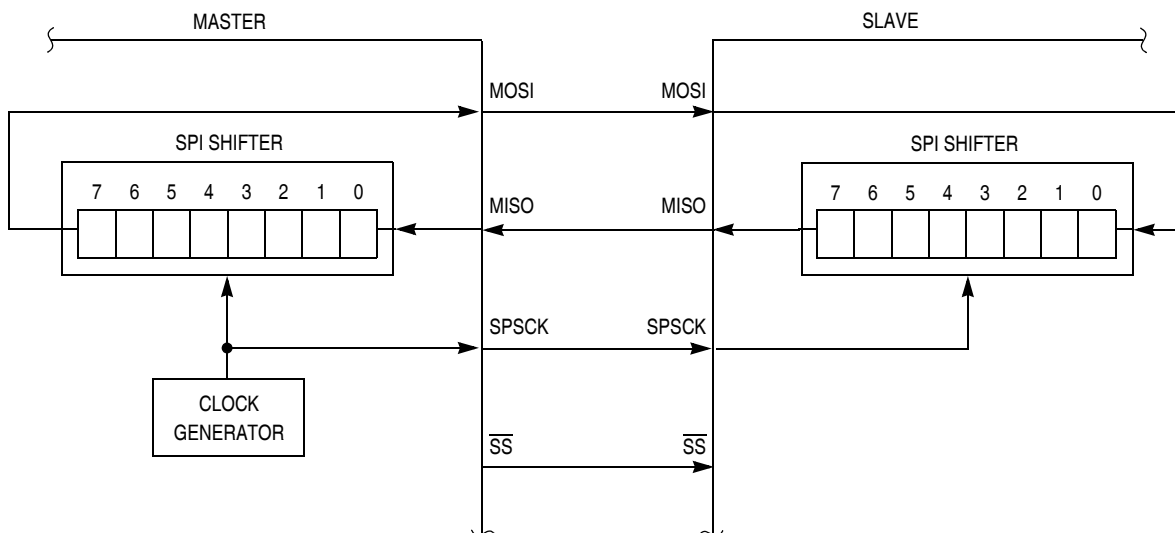 MASTER SLAVE
MOSI MOSI
SPI SHIFTER SPI SHIFTER
7 6 5 4 3 2 1 0 7 6 5 4 3 2 1 0
MISO MISO
SPSCK SPSCK
CLOCK
GENERATOR
SS SS